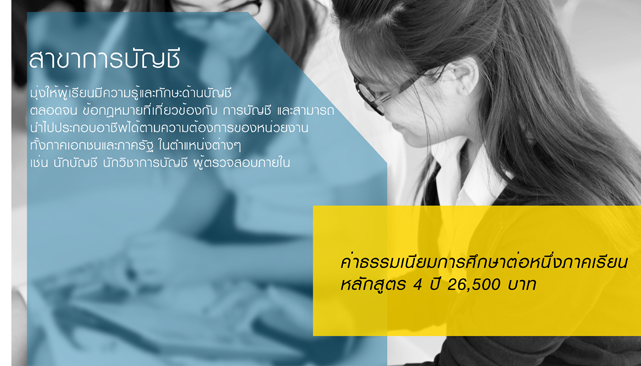 สาขาการบัญชี
มุ่งให้ผู้เรียนมีความรู้และทักษะด้านบัญชี
ตลอดจน ข้อกฎหมายที่เกี่ยวข้องกับ การบัญชี และสามารถ
นำไปประกอบอาชีพได้ตามความต้องการของหน่วยงาน
ทั้งภาคเอกชนและภาครัฐ ในตำแหน่งต่างๆ
เช่น นักบัญชี นักวิชาการบัญชี ผู้ตรวจสอบภายใน
ค่าธรรมเนียมการศึกษาต่อหนึ่งภาคเรียน
หลักสูตร 4 ปี 26,500 บาท